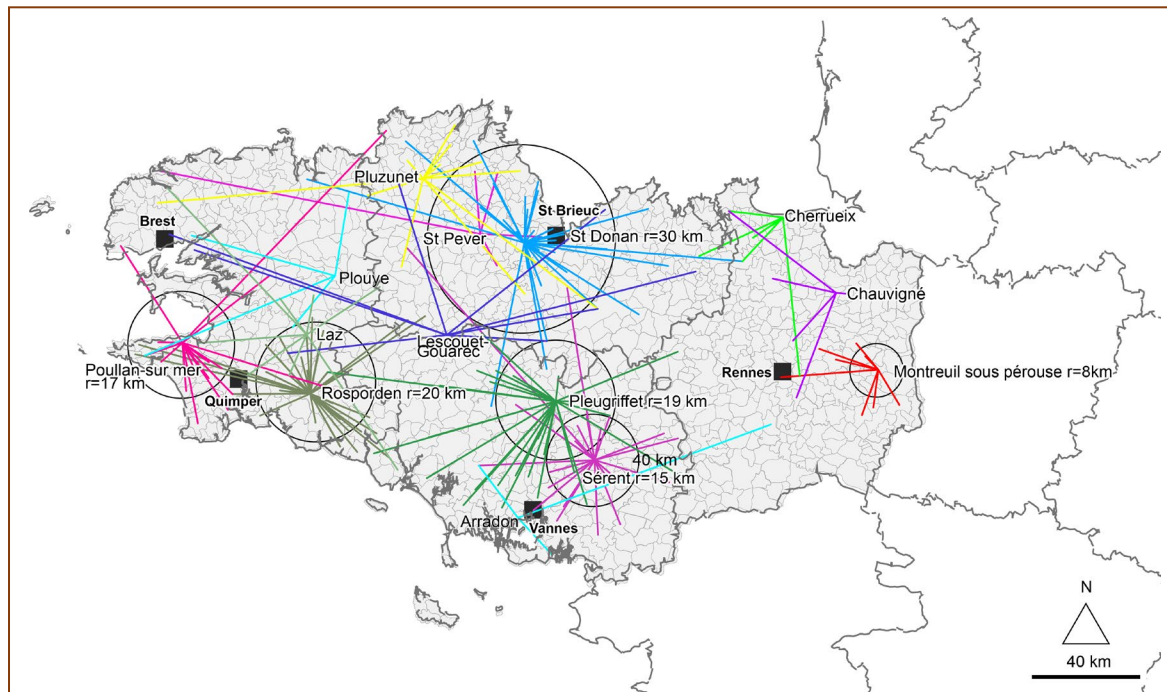 Pluzunet
St Brieuc
Cherrueix
Brest
St Pever
St Donan r=30 km
Plouye
Chauvigné
Laz
Lescouet-
Gouarec
Poullan-sur mer
r=17 km
Rennes
Montreuil sous pérouse r=8km
Quimper
Rosporden r=20 km
Pleugriffet r=19 km
40 km
Sérent r=15 km
Arradon
Vannes
N
40 km